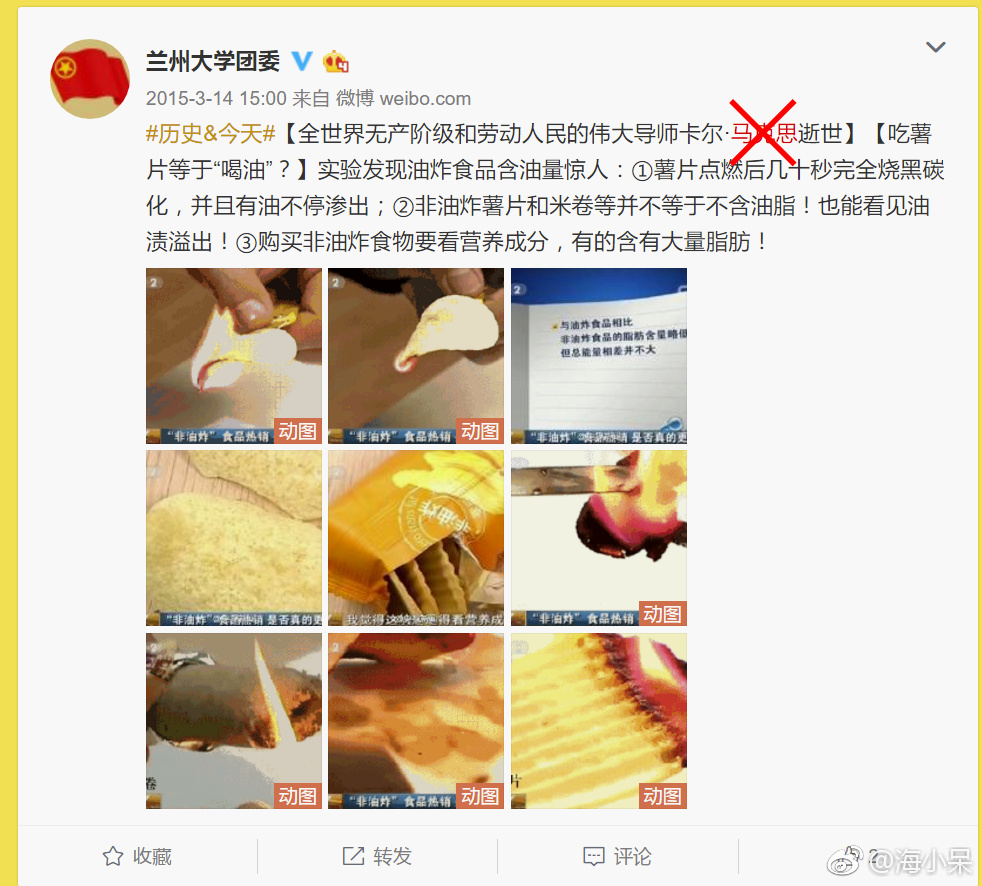 兰州大学团委
2015-3-14 15:00 来自 微博 weibo.com
#历史&今天#【全世界无产阶级和劳动人民的伟大导师卡尔·马克思逝世】【吃薯
片等于“喝油”？】实验发现油炸食品含油量惊人：①薯片点燃后几十秒完全烧黑碳
化，并且有油不停渗出；②非油炸薯片和米卷等并不等于不含油脂！也能看见油
渍溢出！③购买非油炸食物要看营养成分，有的含有大量脂肪！
2
“非油炸”食品热销
动图
2
“非油炸”食品热销
动图
2
与油炸食品相比
非油炸食品的脂肪含量略低
但总能量相差并不大
“非油炸”食品热销 是否真的更
“非油炸”食品热销 是否真的更
非油炸
我觉得这
得看营养成
“非油炸”食品热销
动图
卷
动图
2
“非油炸”食品热销
动图
片
动图
收藏
转发
评论
2
@海小呆